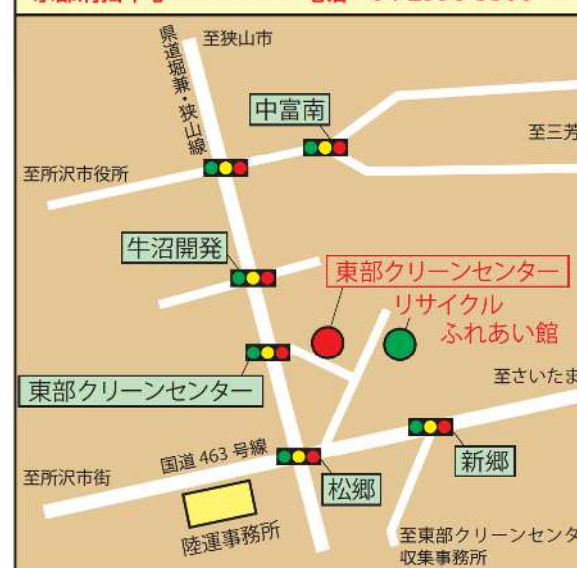 県道堀兼・狭山線
至狭山市
中富南
至三芳
至所沢市役所
牛沼開発
東部クリーンセンター
リサイクル
ふれあい館
東部クリーンセンター
至さいたま
国道463号線
新郷
至所沢市街
松郷
陸運事務所
至東部クリーンセンタ
収集事務所